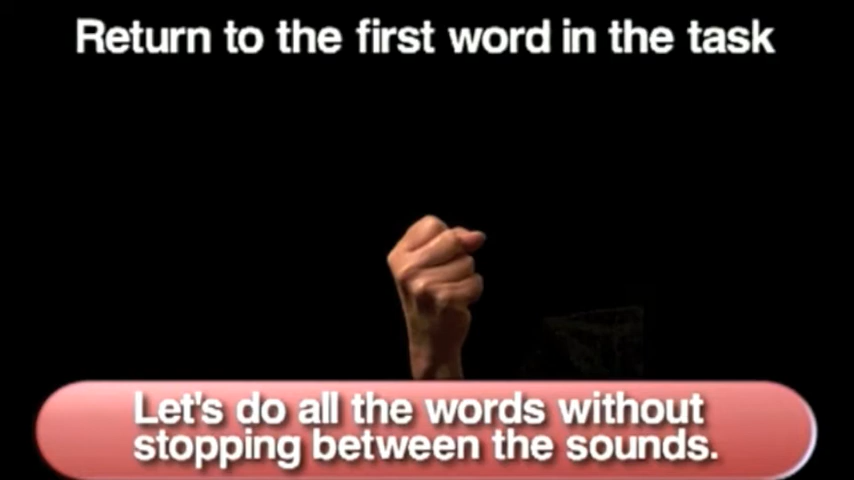 Return to the first word in the task
Let's do all the words without
stopping between the sounds.